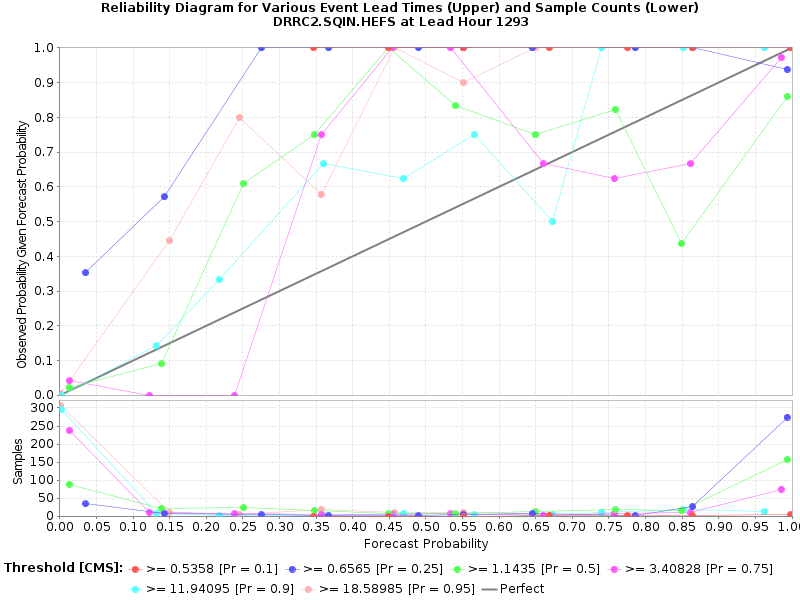 Reliability Diagram for Various Event Lead Times (Upper) and Sample Counts (Lower)
DRRC2.SQIN.HEFS at Lead Hour 1293
Observed Probability Given Forecast Probability
1.0
0.9
0.8
0.7
0.6
0.5
0.4
0.3
0.2
0.1
0.0
Samples
300
250
200
150
100
50
0
0.00 0.05 0.10 0.15 0.20 0.25 0.30 0.35 0.40 0.45 0.50 0.55 0.60 0.65 0.70 0.75 0.80 0.85 0.90 0.95 1.00
Forecast Probability
Threshold [CMS]: >= 0.5358 [Pr = 0.1] >= 0.6565 [Pr = 0.25] >= 1.1435 [Pr = 0.5] >= 3.40828 [Pr = 0.75]
>= 11.94095 [Pr = 0.9] >= 18.58985 [Pr = 0.95] Perfect